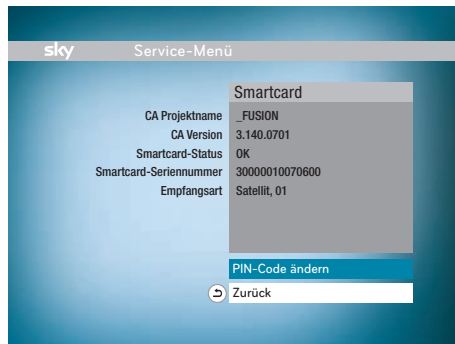 sky Service-Menü
Smartcard
CA Projektname _FUSION
CA Version 3.140.0701
Smartcard-Status OK
Smartcard-Seriennummer 30000010070600
Empfangsart Satellit, 01
PIN-Code ändern
Zurück